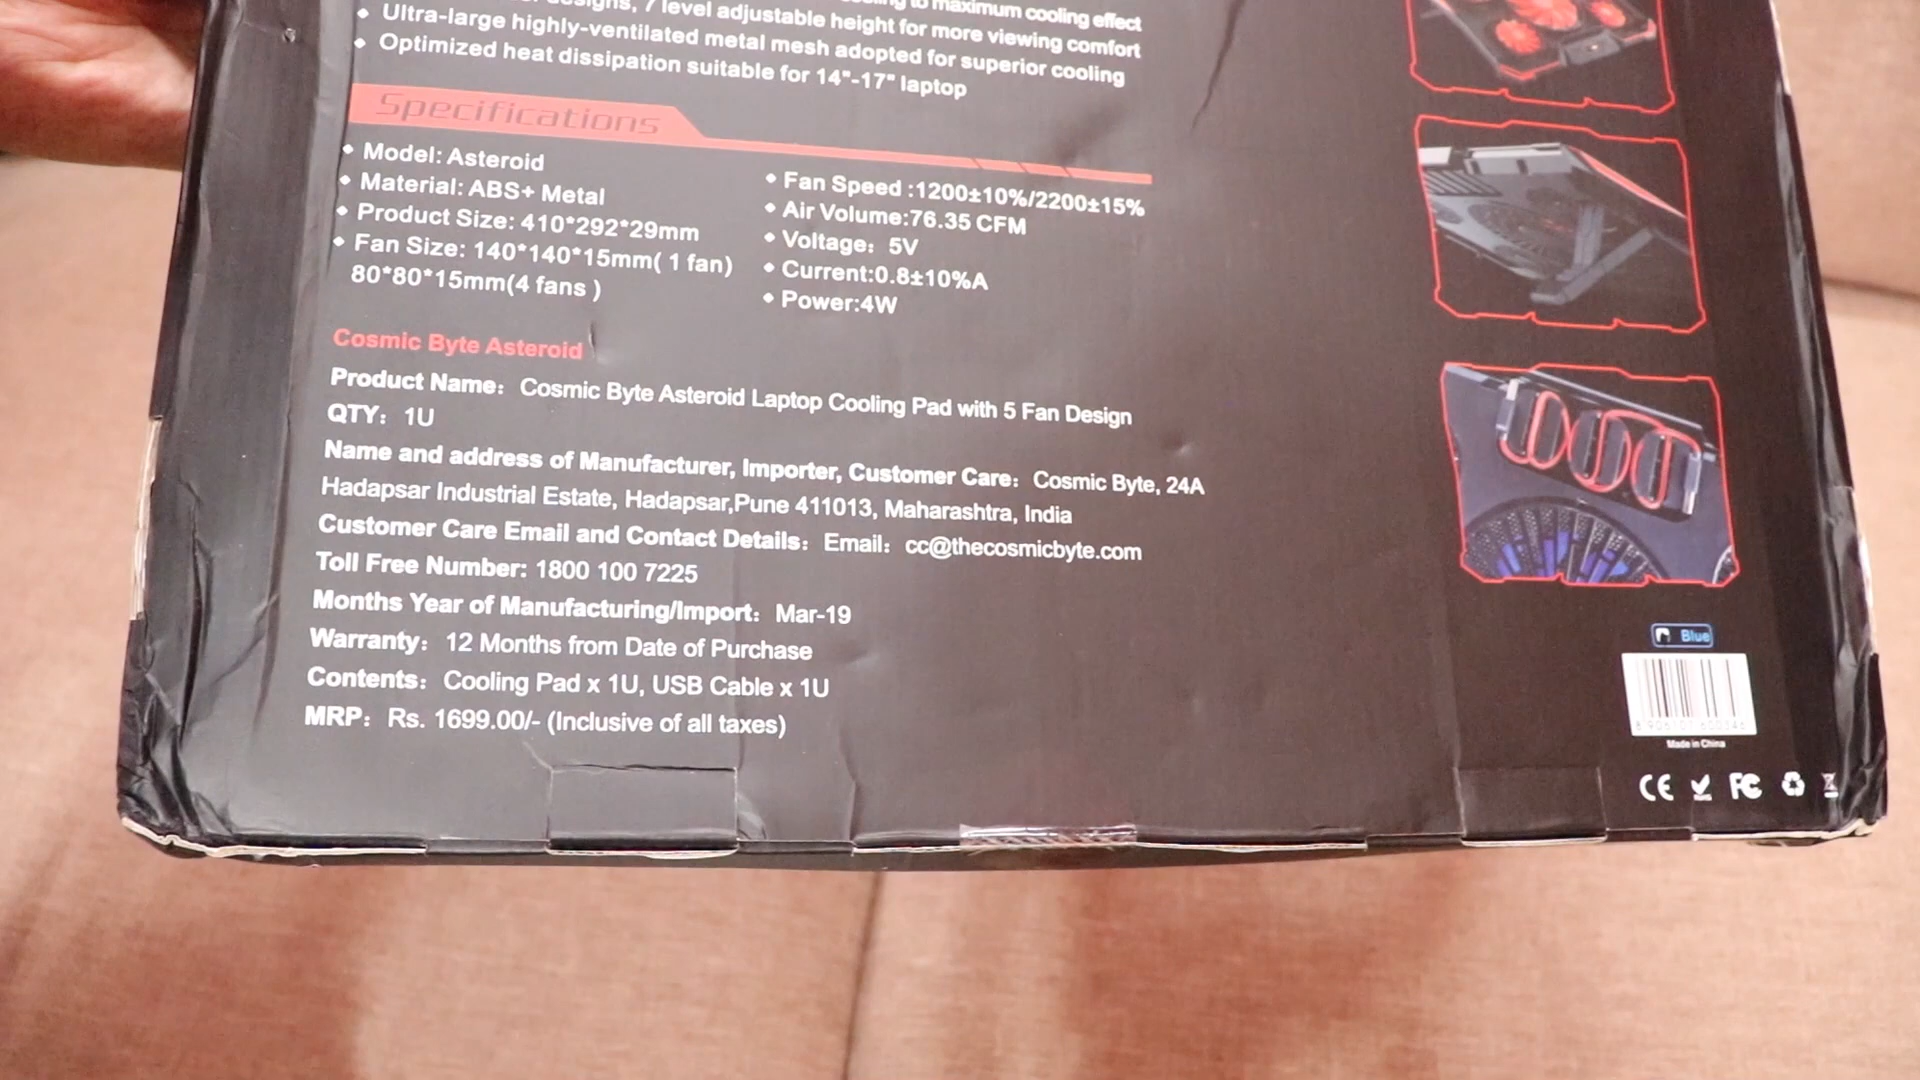 to maximum cooling effect
designs, 7 level adjustable height for more viewing comfort
• Ultra-large highly-ventilated metal mesh adopted for superior cooling
• Optimized heat dissipation suitable for 14"-17" laptop
Specifications
• Model: Asteroid
• Material: ABS+ Metal
• Product Size: 410*292*29mm
• Fan Size: 140*140*15mm( 1 fan)
80*80*15mm(4 fans )
• Fan Speed :1200±10%/2200±15%
• Air Volume:76.35 CFM
• Voltage： 5V
• Current:0.8±10%A
• Power:4W
Cosmic Byte Asteroid
Product Name： Cosmic Byte Asteroid Laptop Cooling Pad with 5 Fan Design
QTY： 1U
Name and address of Manufacturer, Importer, Customer Care： Cosmic Byte, 24A
Hadapsar Industrial Estate, Hadapsar,Pune 411013, Maharashtra, India
Customer Care Email and Contact Details： Email： cc@thecosmicbyte.com
Toll Free Number: 1800 100 7225
Months Year of Manufacturing/Import： Mar-19
Warranty： 12 Months from Date of Purchase
Contents： Cooling Pad x 1U, USB Cable x 1U
MRP： Rs. 1699.00/- (Inclusive of all taxes)
Blue
Made in China
CE
FC